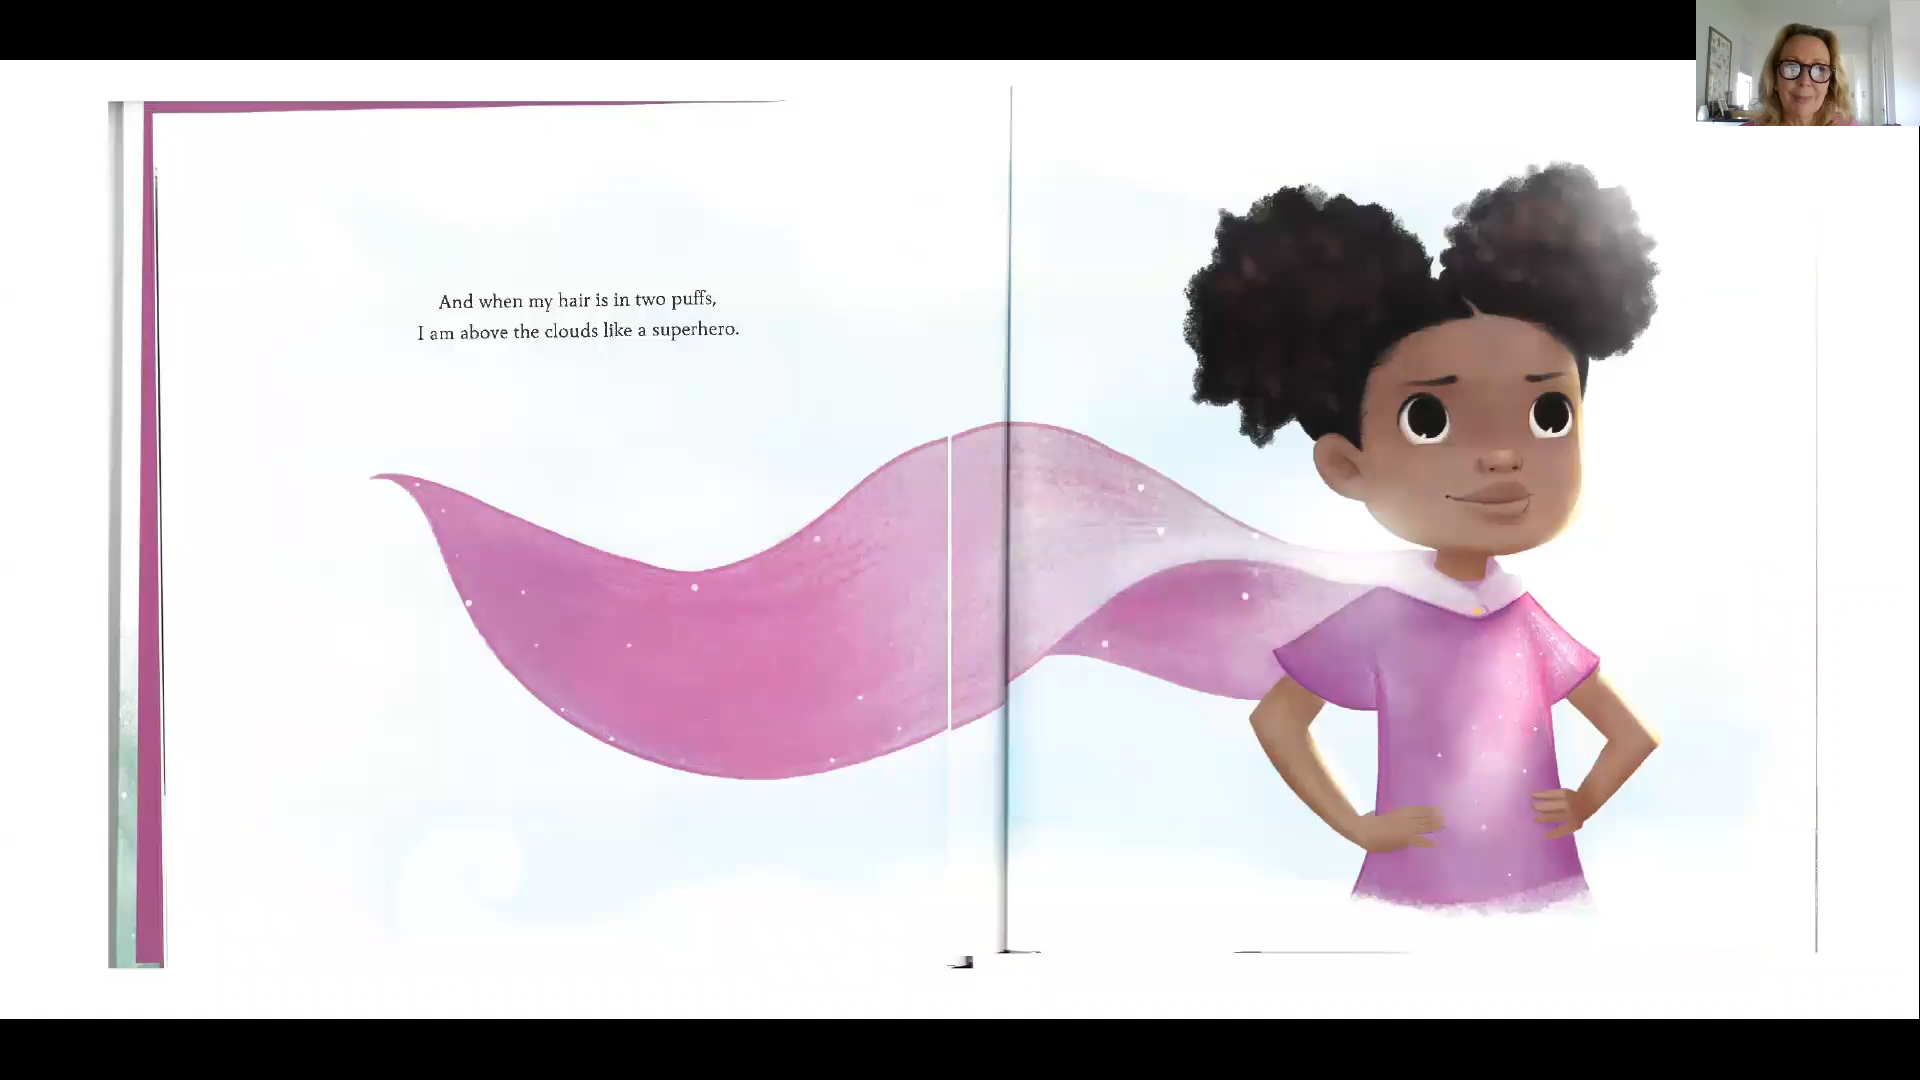 And when my hair is in two puffs,
I am above the clouds like a superhero.